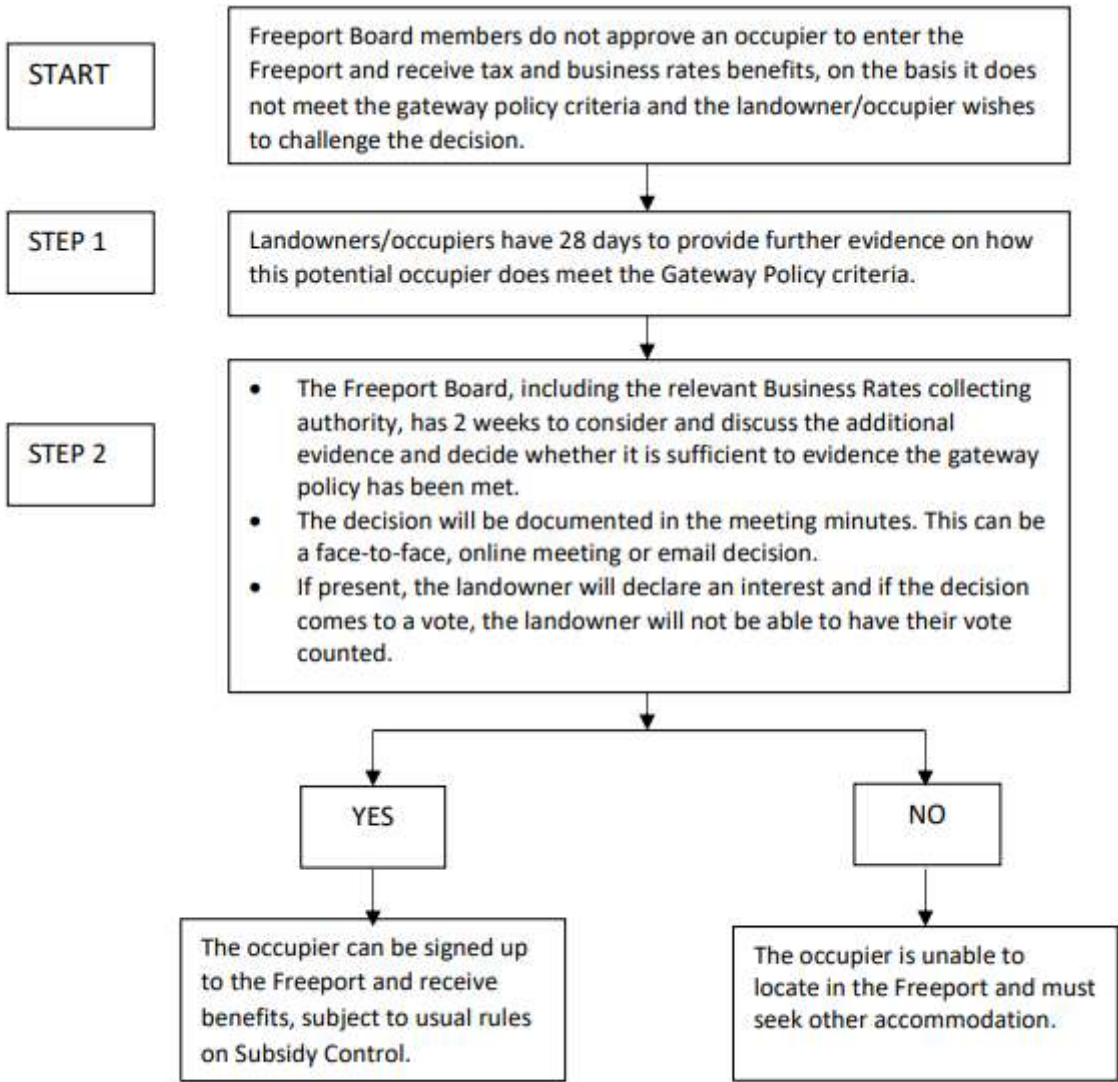 START
Freeport Board members do not approve an occupier to enter the
Freeport and receive tax and business rates benefits, on the basis it does
not meet the gateway policy criteria and the landowner/occupier wishes
to challenge the decision.
STEP 1
Landowners/occupiers have 28 days to provide further evidence on how
this potential occupier does meet the Gateway Policy criteria.
STEP 2
• The Freeport Board, including the relevant Business Rates collecting
authority, has 2 weeks to consider and discuss the additional
evidence and decide whether it is sufficient to evidence the gateway
policy has been met.
• The decision will be documented in the meeting minutes. This can be
a face-to-face, online meeting or email decision.
• If present, the landowner will declare an interest and if the decision
comes to a vote, the landowner will not be able to have their vote
counted.
YES
NO
The occupier can be signed up
to the Freeport and receive
benefits, subject to usual rules
on Subsidy Control.
The occupier is unable to
locate in the Freeport and must
seek other accommodation.